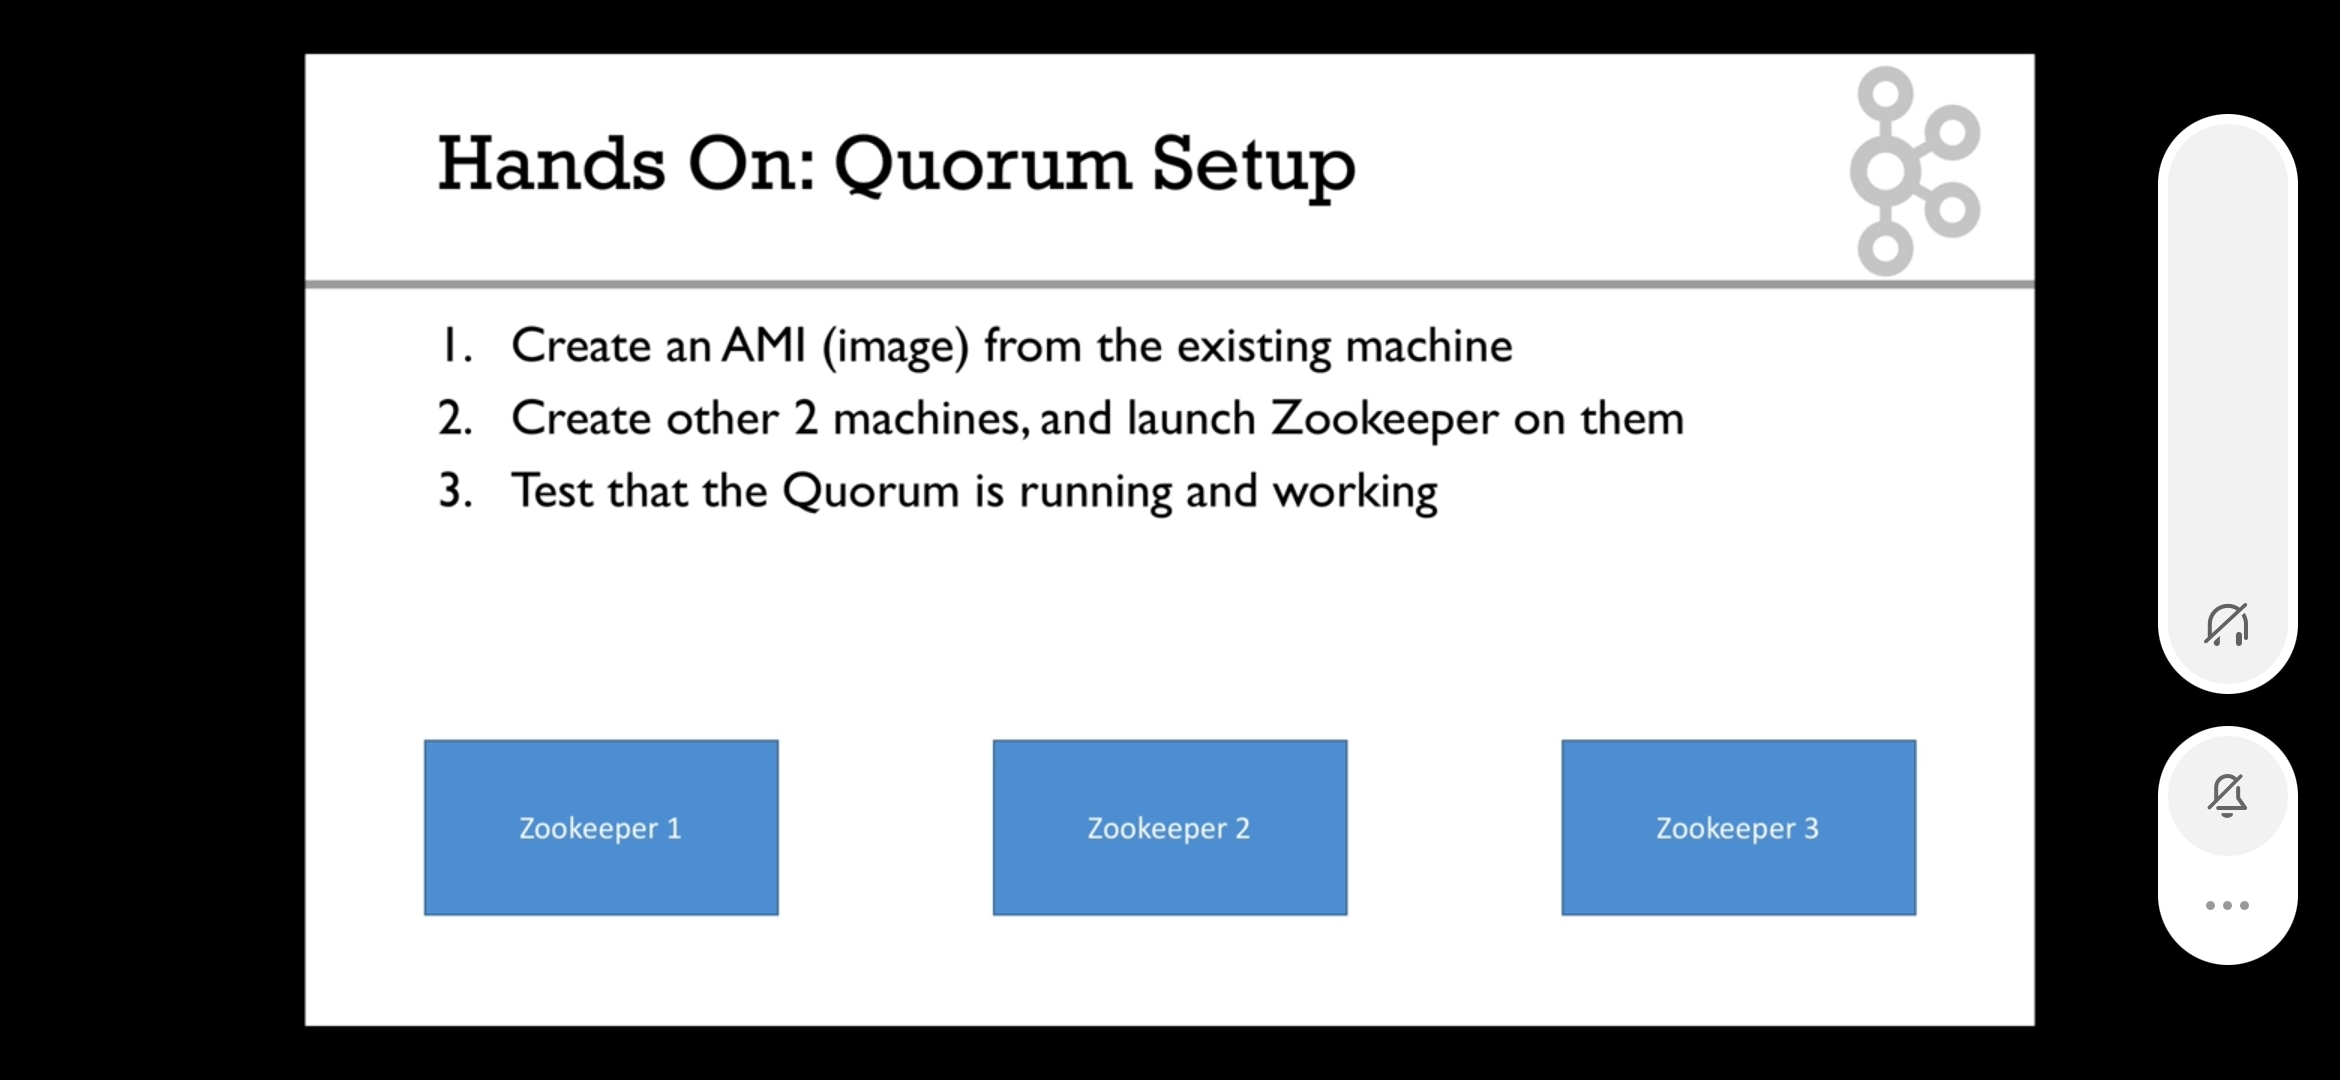 Hands On: Quorum Setup
1. Create an AMI (image) from the existing machine
2. Create other 2 machines, and launch Zookeeper on them
3. Test that the Quorum is running and working
Zookeeper 1
Zookeeper 2
Zookeeper 3